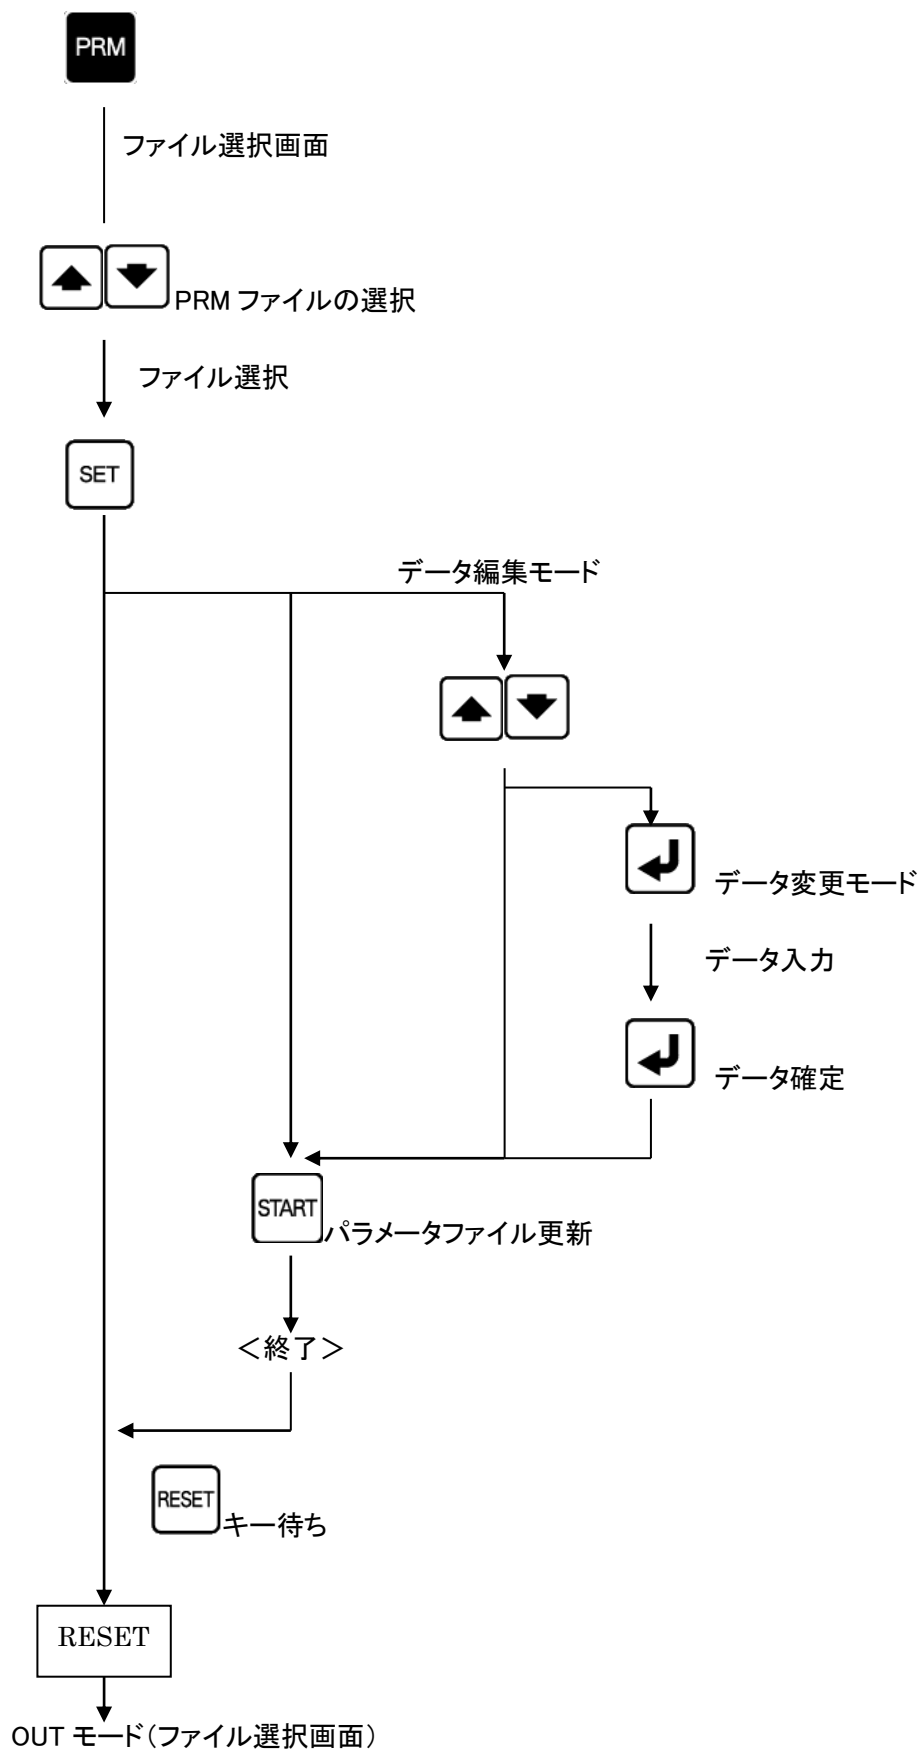 PRM
ファイル選択画面
PRM ファイルの選択
ファイル選択
SET
データ編集モード
データ変更モード
データ入力
データ確定
START
パラメータファイル更新
＜終了＞
RESET
キー待ち
RESET
OUT モード（ファイル選択画面）